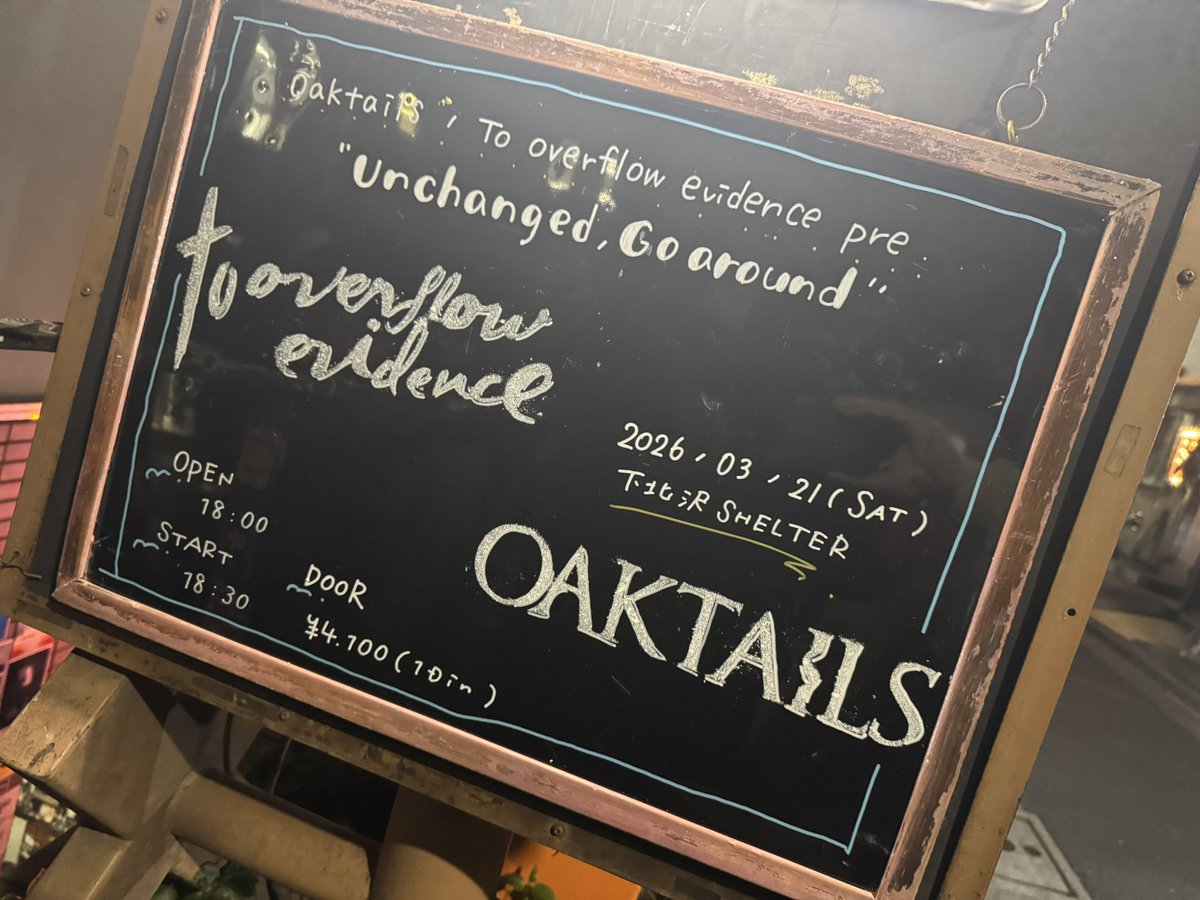 Oaktails, To overflow evidence pre.
"Unchanged, Go around"
To overflow
evidence
2026, 03, 21 (SAT)
下北沢 SHELTER
OPEN
18:00
START
18:30
DOOR
¥4.100 (1Din)
OAKTAILS